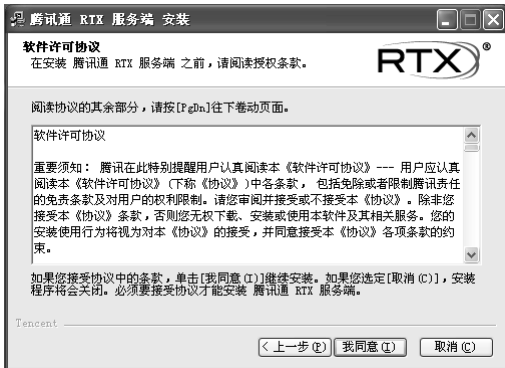 腾讯通 RTX 服务端 安装
软件许可协议
在安装 腾讯通 RTX 服务端 之前，请阅读授权条款。
RTX®
阅读协议的其余部分，请按[PgDn]往下卷动页面。
软件许可协议
重要须知： 腾讯在此特别提醒用户认真阅读本《软件许可协议》--- 用户应认真
阅读本《软件许可协议》（下称《协议》）中各条款， 包括免除或者限制腾讯责任
的免责条款及对用户的权利限制。请您审阅并接受或不接受本《协议》。除非您
接受本《协议》条款，否则您无权下载、安装或使用本软件及其相关服务。您的
安装使用行为将视为对本《协议》的接受，并同意接受本《协议》各项条款的约
束。
如果您接受协议中的条款，单击[我同意(I)]继续安装。如果您选定[取消(C)]，安装
程序将会关闭。必须要接受协议才能安装 腾讯通 RTX 服务端。
Tencent
< 上一步(P) 我同意(I) 取消(C)